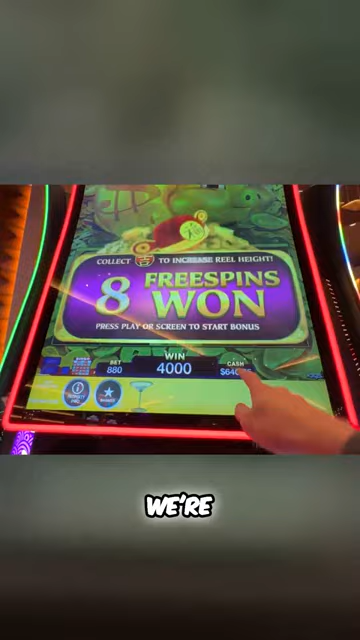 COLLECT TO INCREASE REEL HEIGHT!
8 FREESPINS
WON
PRESS PLAY OR SCREEN TO START BONUS
BET
880
WIN
4000
CASH
WE'RE